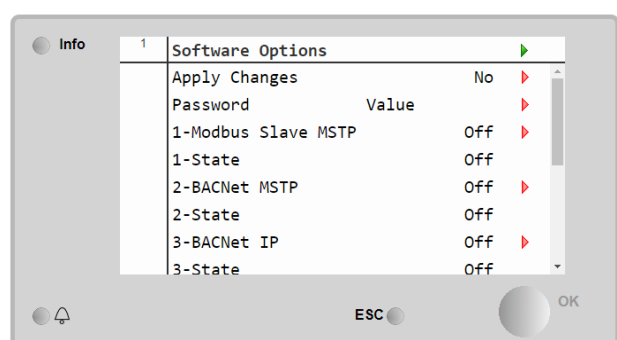 Info
1 Software Options
Apply Changes No
Password Value
1-Modbus Slave MSTP Off
1-State Off
2-BACNet MSTP Off
2-State Off
3-BACNet IP Off
3-State Off
ESC
OK